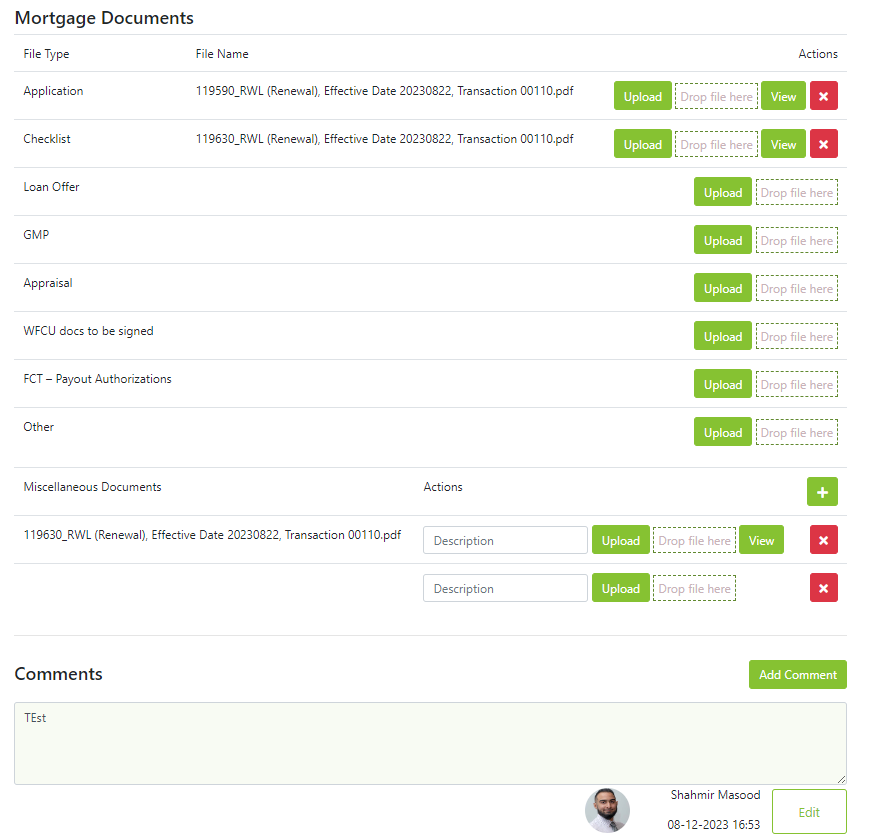 Mortgage Documents
File Type File Name Actions
Application 119590_RWL (Renewal), Effective Date 20230822, Transaction 00110.pdf Upload Drop file here View
Checklist 119630_RWL (Renewal), Effective Date 20230822, Transaction 00110.pdf Upload Drop file here View
Loan Offer Upload Drop file here
GMP Upload Drop file here
Appraisal Upload Drop file here
WFCU docs to be signed Upload Drop file here
FCT – Payout Authorizations Upload Drop file here
Other Upload Drop file here
Miscellaneous Documents Actions
119630_RWL (Renewal), Effective Date 20230822, Transaction 00110.pdf Description Upload Drop file here View
Description Upload Drop file here
Comments Add Comment
TEst
Shahmir Masood
08-12-2023 16:53 Edit